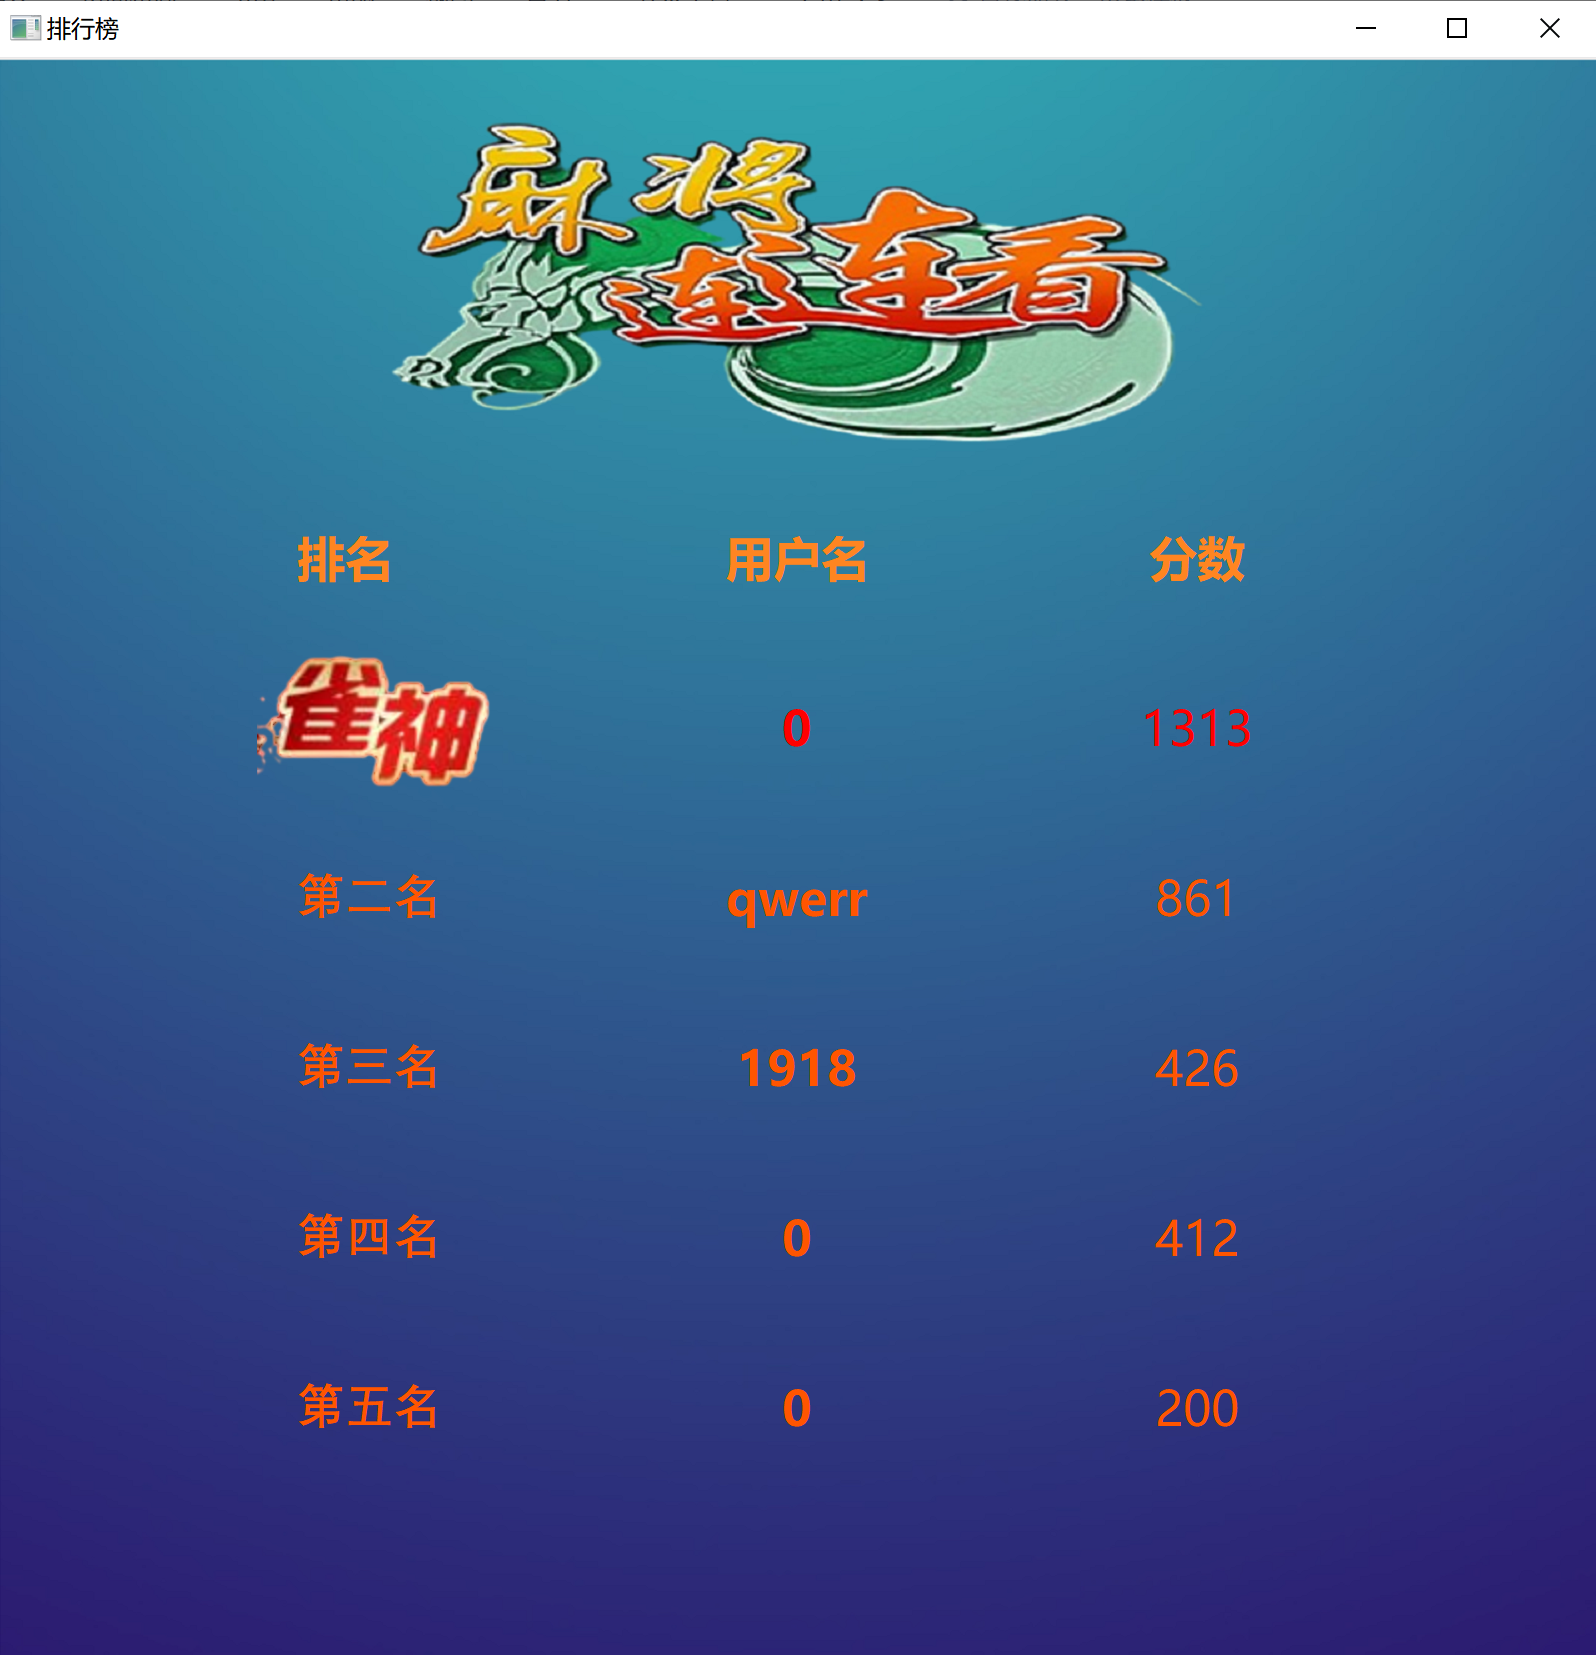 排行榜
麻将
连连看
排名 用户名 分数
雀神 0 1313
第二名 qwerr 861
第三名 1918 426
第四名 0 412
第五名 0 200